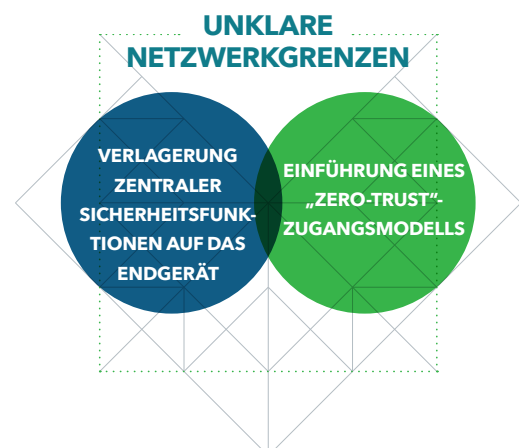 UNKLARE
NETZWERKGRENZEN
VERLAGERUNG
ZENTRALER
SICHERHEITSFUNK-
TIONEN AUF DAS
ENDGERÄT
EINFÜHRUNG EINES
„ZERO-TRUST“-
ZUGANGSMODELLS